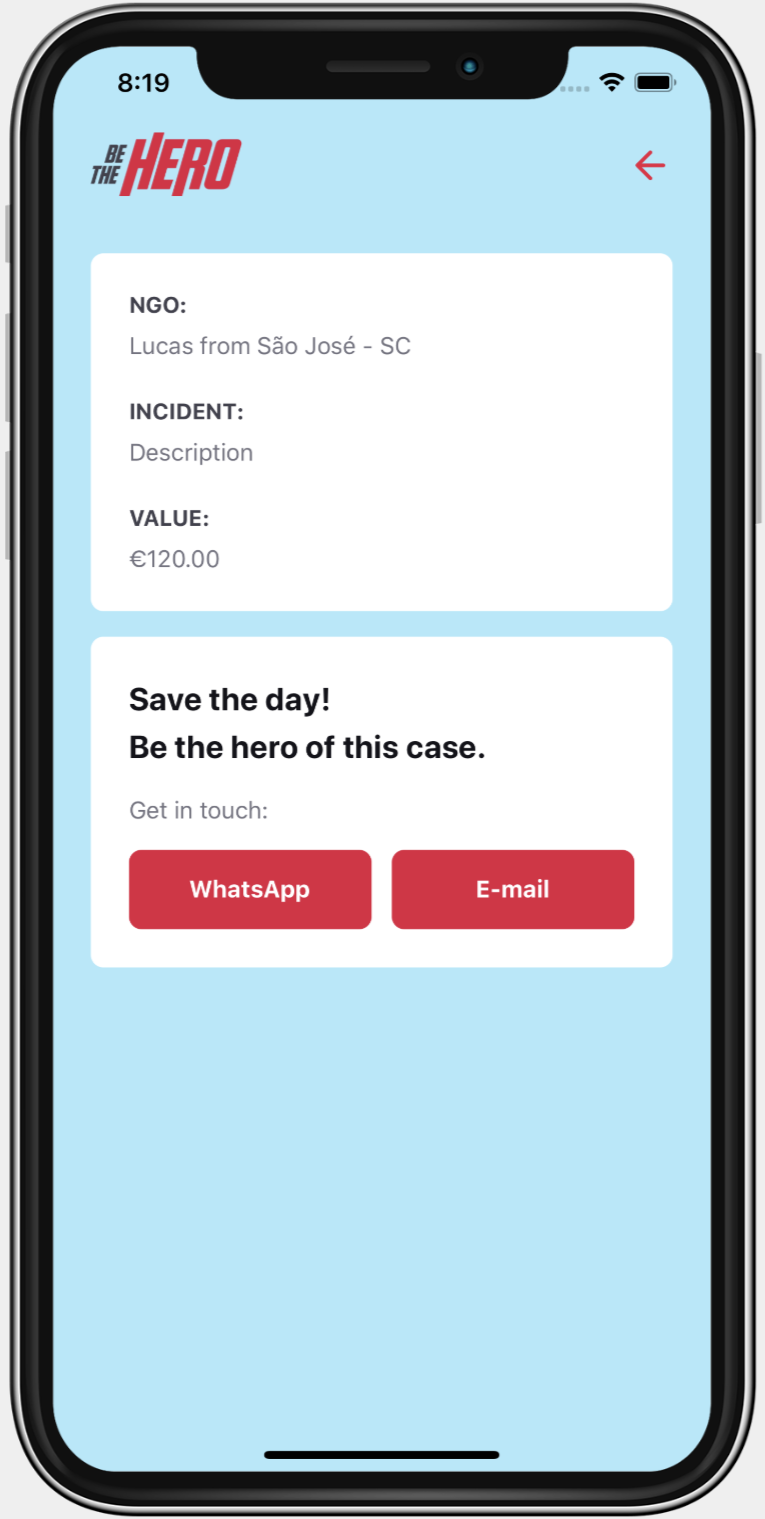 8:19
BE
THE HERO
NGO:
Lucas from São José - SC
INCIDENT:
Description
VALUE:
€120.00
Save the day!
Be the hero of this case.
Get in touch:
WhatsApp E-mail